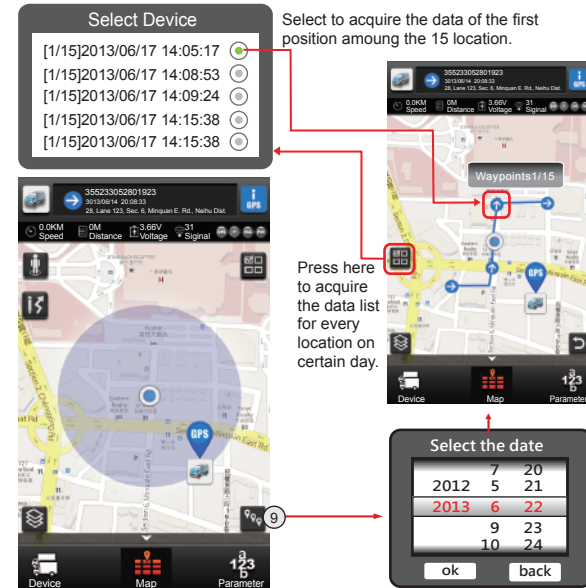 Select Device
[1/15]2013/06/17 14:05:17
[1/15]2013/06/17 14:08:53
[1/15]2013/06/17 14:09:24
[1/15]2013/06/17 14:15:38
[1/15]2013/06/17 14:15:38
Select to acquire the data of the first
position amoung the 15 location.
355233052801923
3013/06/14 20:08:33
28, Lane 123, Sec. 6, Minquan E. Rd., Neihu Dist.
GPS
0.0KM 0M 3.66V 31
Speed Distance Voltage Siginal
Waypoints1/15
GPS
Device Map Parameter
Press here
to acquire
the data list
for every
location on
certain day.
355233052801923
3013/06/14 20:08:33
28, Lane 123, Sec. 6, Minquan E. Rd., Neihu Dist.
GPS
0.0KM 0M 3.66V 31
Speed Distance Voltage Siginal
GPS
9
Device Map Parameter
Select the date
7 20
2012 5 21
2013 6 22
9 23
10 24
ok back